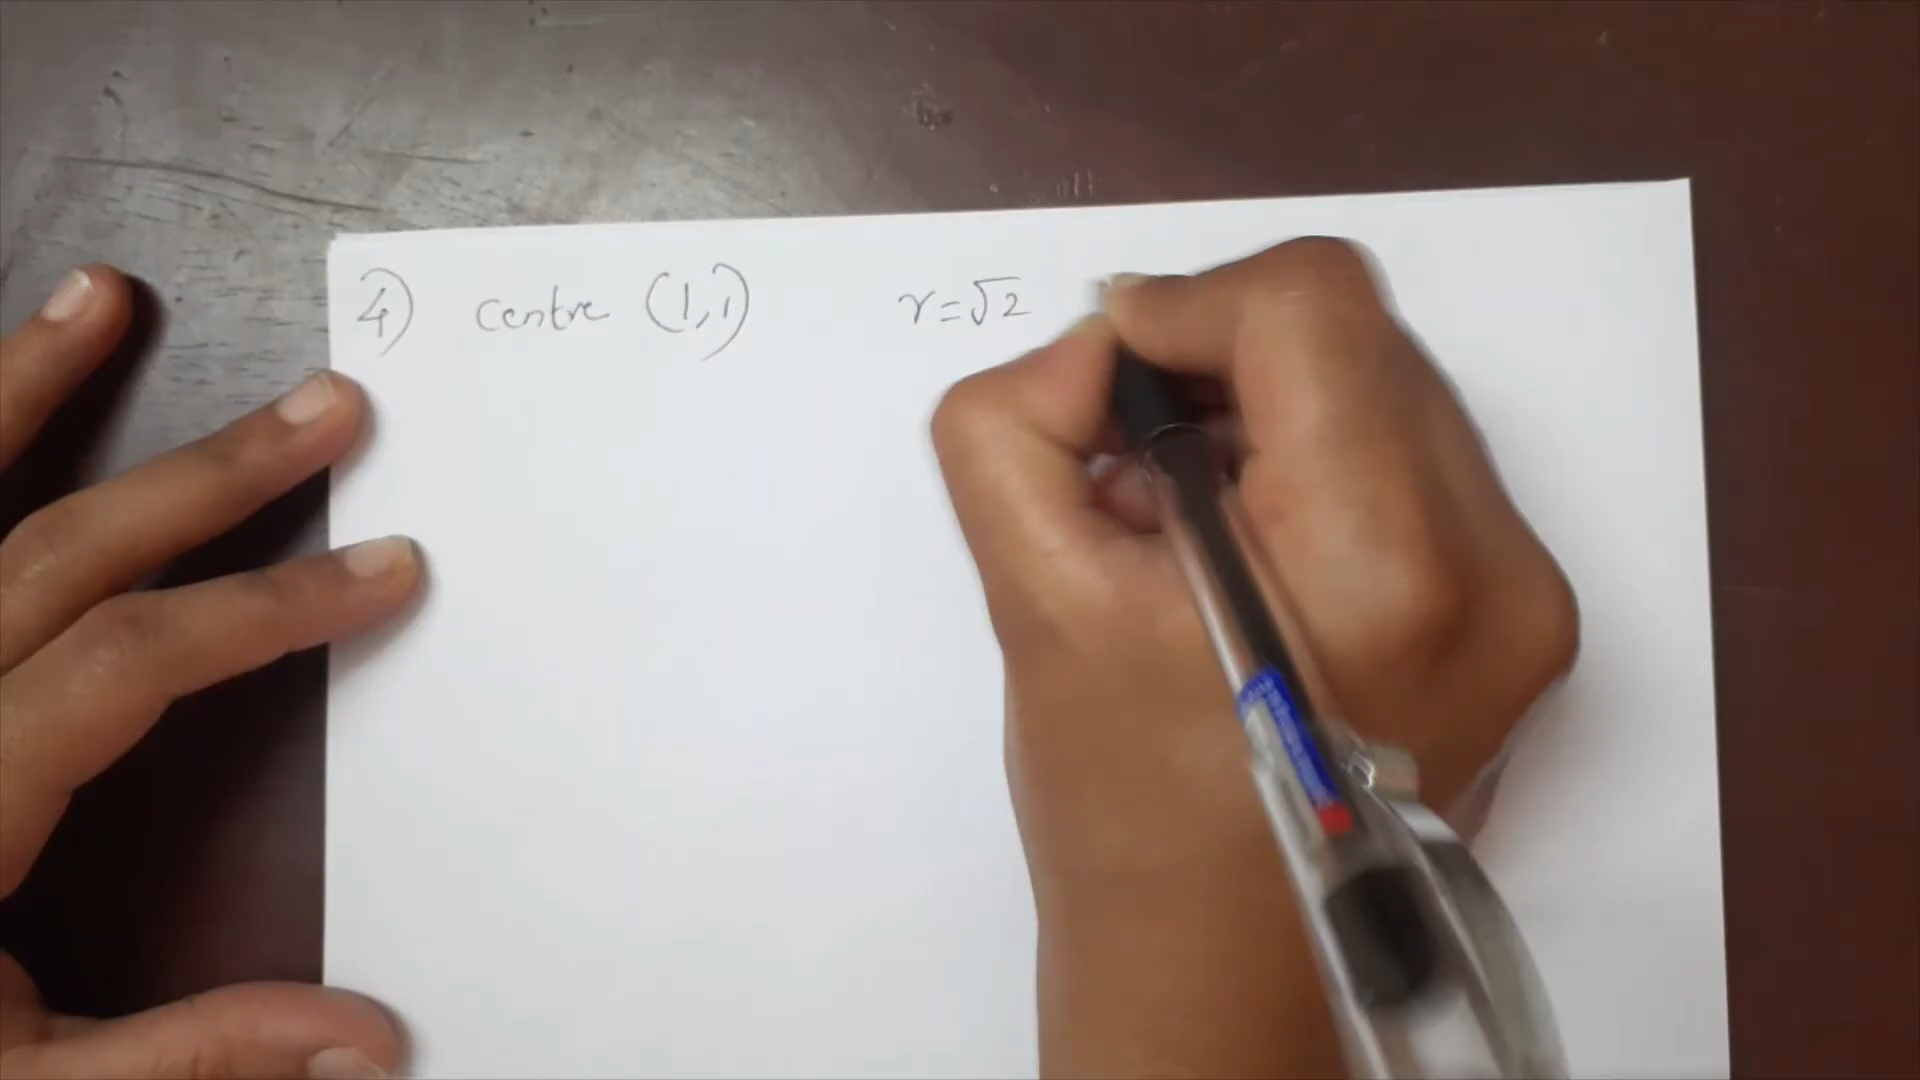 4) centre (1,1) r=√2